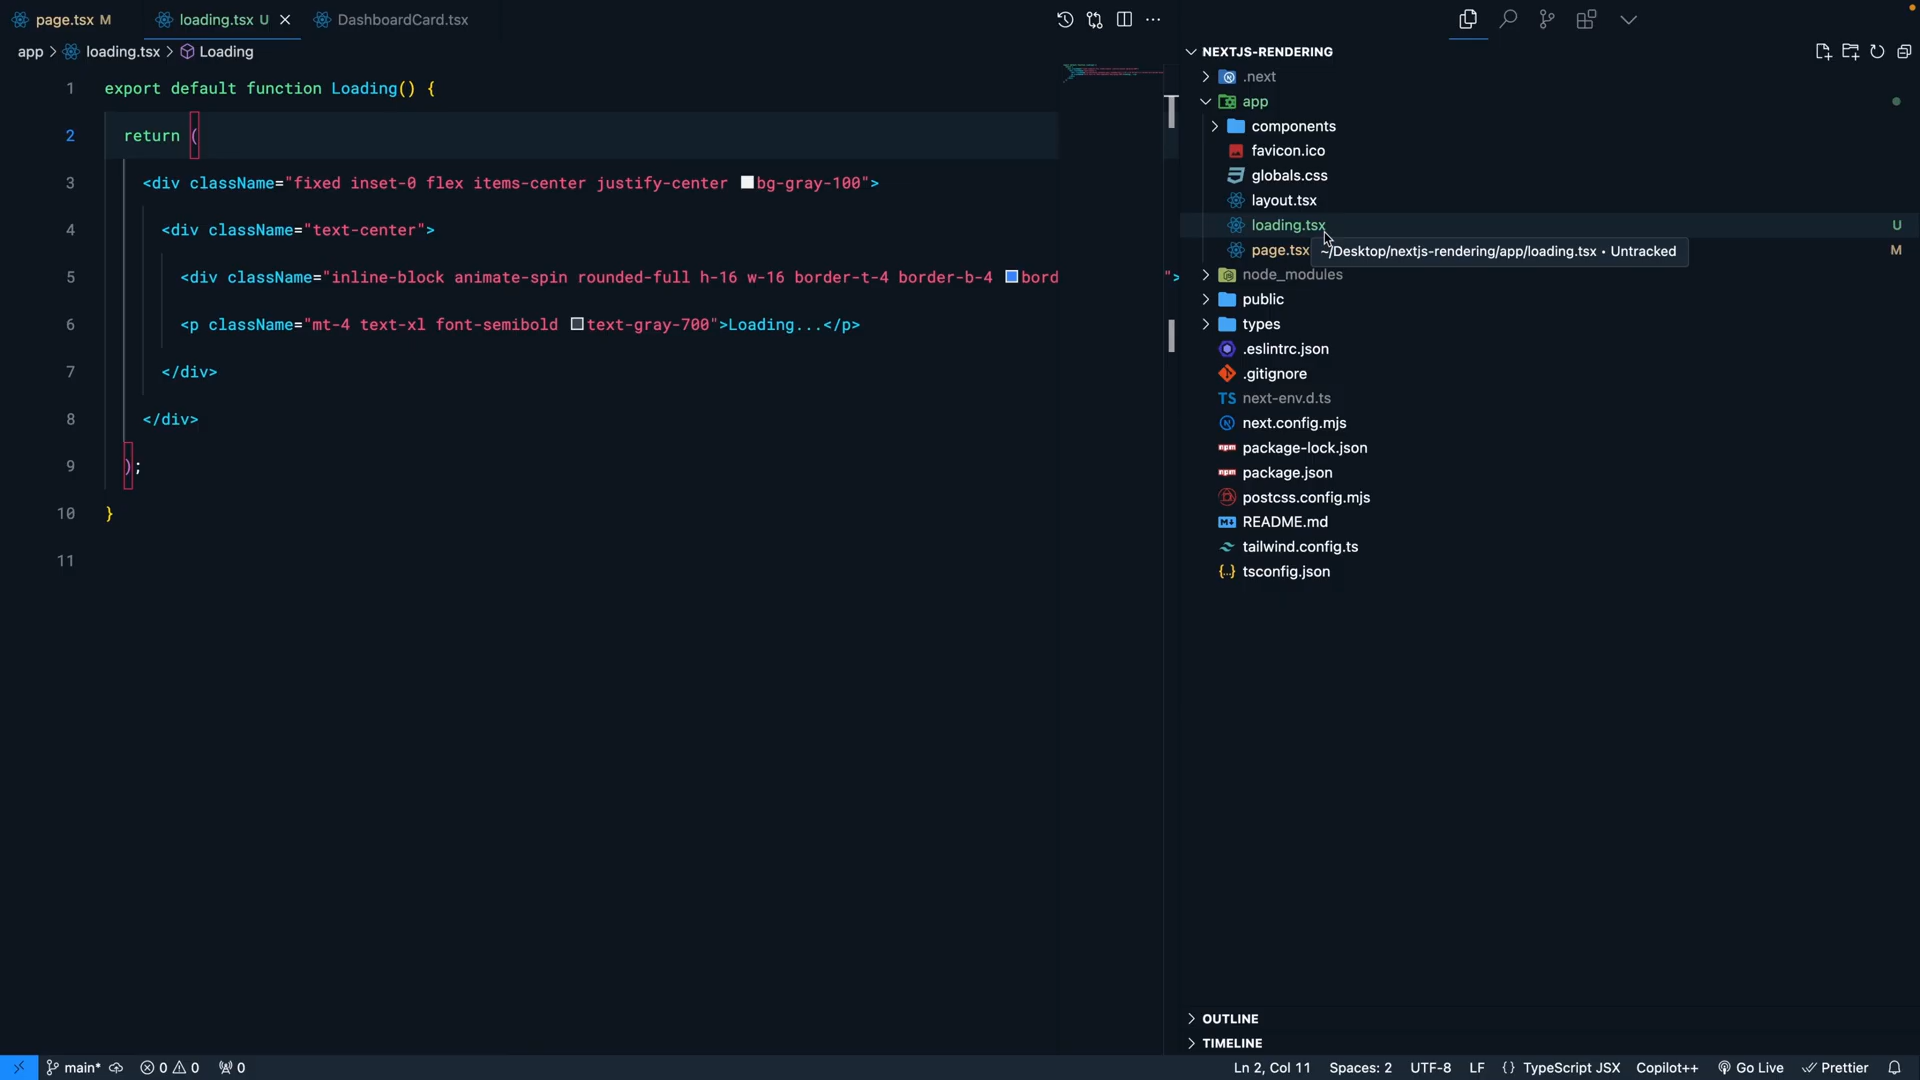 page.tsx M
loading.tsx U
DashboardCard.tsx
app > loading.tsx > Loading
1 export default function Loading() {
2 return (
3 <div className="fixed inset-0 flex items-center justify-center bg-gray-100">
4 <div className="text-center">
5 <div className="inline-block animate-spin rounded-full h-16 w-16 border-t-4 border-b-4 bord ">
6 <p className="mt-4 text-xl font-semibold text-gray-700">Loading...</p>
7 </div>
8 </div>
9 );
10 }
11
NEXTJS-RENDERING
.next
app
components
favicon.ico
globals.css
layout.tsx
loading.tsx U
page.tsx M
~/Desktop/nextjs-rendering/app/loading.tsx • Untracked
node_modules
public
types
.eslintrc.json
.gitignore
TS next-env.d.ts
next.config.mjs
npm package-lock.json
npm package.json
postcss.config.mjs
M↓ README.md
tailwind.config.ts
{..} tsconfig.json
OUTLINE
TIMELINE
main* 0 0 0 Ln 2, Col 11 Spaces: 2 UTF-8 LF {} TypeScript JSX Copilot++ Go Live Prettier